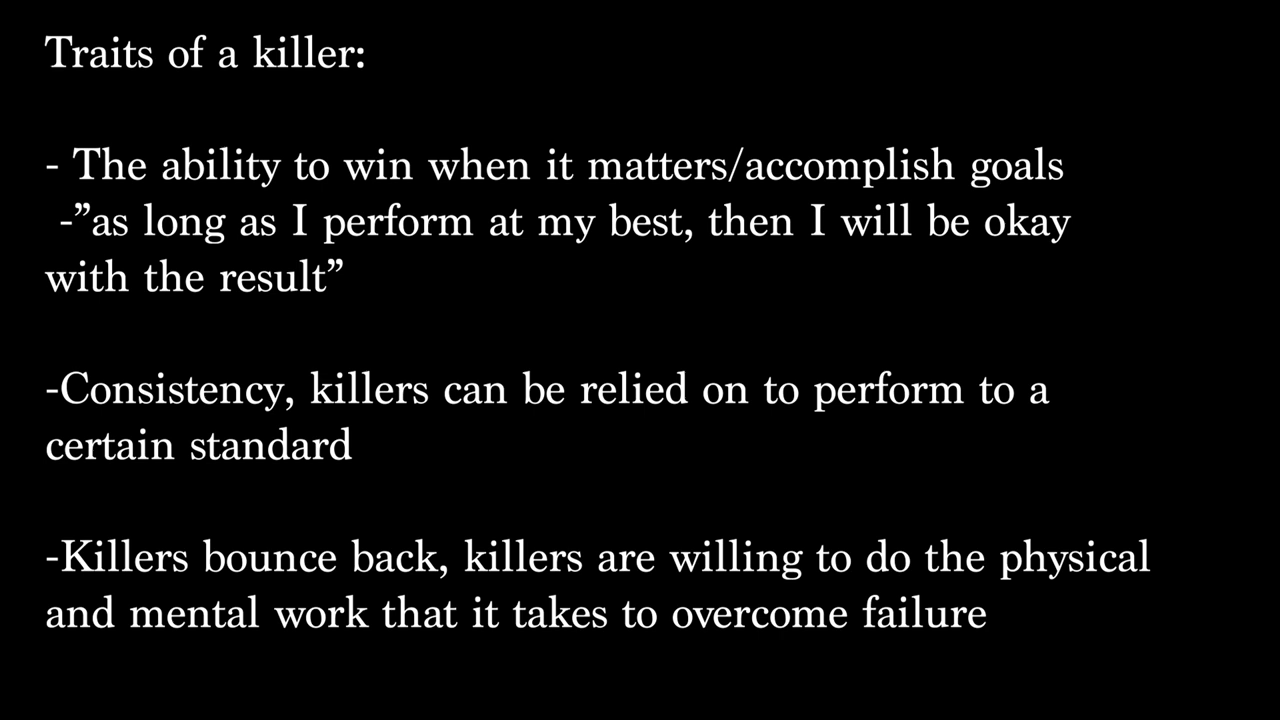 Traits of a killer:
- The ability to win when it matters/accomplish goals
-”as long as I perform at my best, then I will be okay
with the result”
-Consistency, killers can be relied on to perform to a
certain standard
-Killers bounce back, killers are willing to do the physical
and mental work that it takes to overcome failure